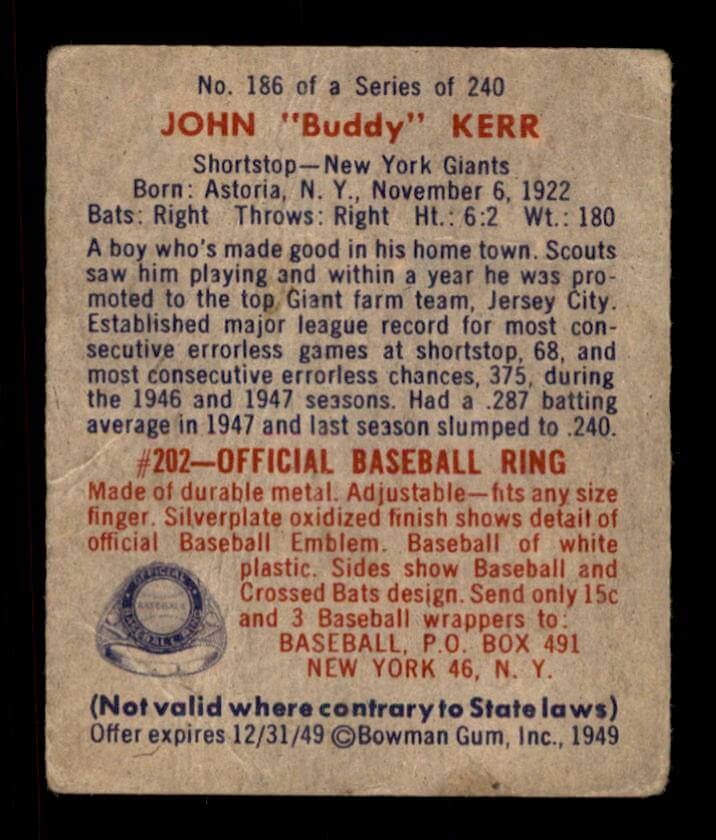 No. 186 of a Series of 240
JOHN "Buddy" KERR
Shortstop—New York Giants
Born: Astoria, N. Y., November 6, 1922
Bats: Right Throws: Right Ht.: 6:2 Wt.: 180
A boy who's made good in his home town. Scouts
saw him playing and within a year he was pro-
moted to the top Giant farm team, Jersey City.
Established major league record for most con-
secutive errorless games at shortstop, 68, and
most consecutive errorless chances, 375, during
the 1946 and 1947 seasons. Had a .287 batting
average in 1947 and last season slumped to .240.
#202—OFFICIAL BASEBALL RING
Made of durable metal. Adjustable—fits any size
finger. Silverplate oxidized finish shows detail of
official Baseball Emblem. Baseball of white
plastic. Sides show Baseball and
Crossed Bats design. Send only 15c
and 3 Baseball wrappers to:
BASEBALL, P.O. BOX 491
NEW YORK 46, N. Y.
OFFICIAL
BASEBALL
BASEBALL RING
(Not valid where contrary to State laws)
Offer expires 12/31/49 ©Bowman Gum, Inc., 1949